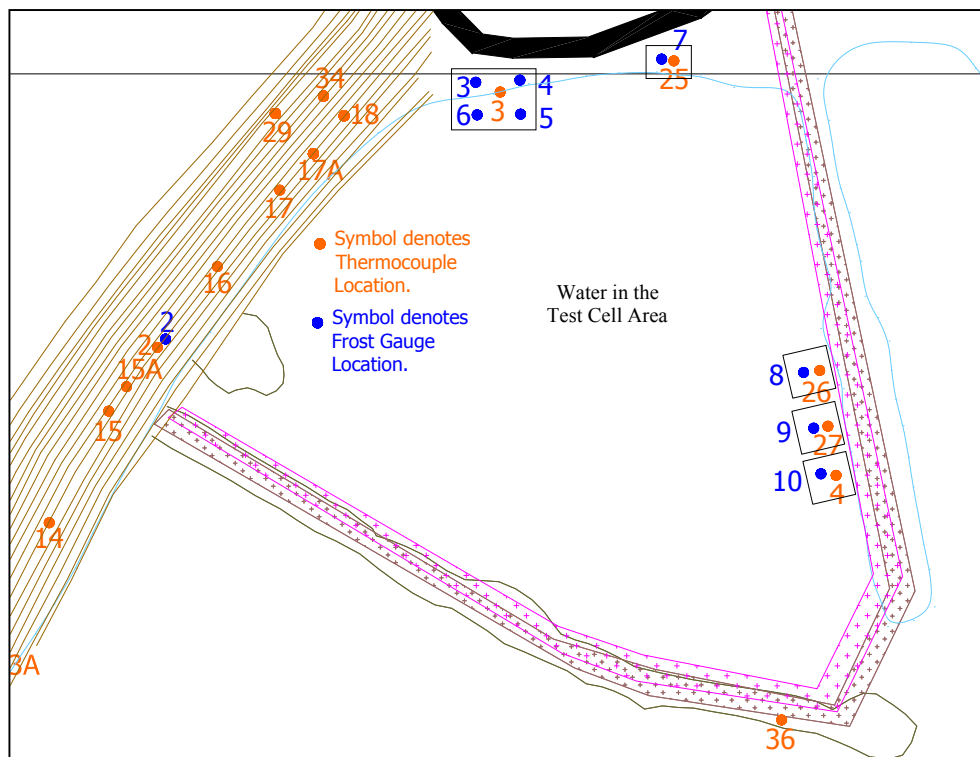 7
25
34
3
4
3
29
18
6
5
17A
17
Symbol denotes
Thermocouple
Location.
16
Water in the
Test Cell Area
Symbol denotes
Frost Gauge
Location.
2
2
15A
8
26
15
9
27
10
4
14
3A
36